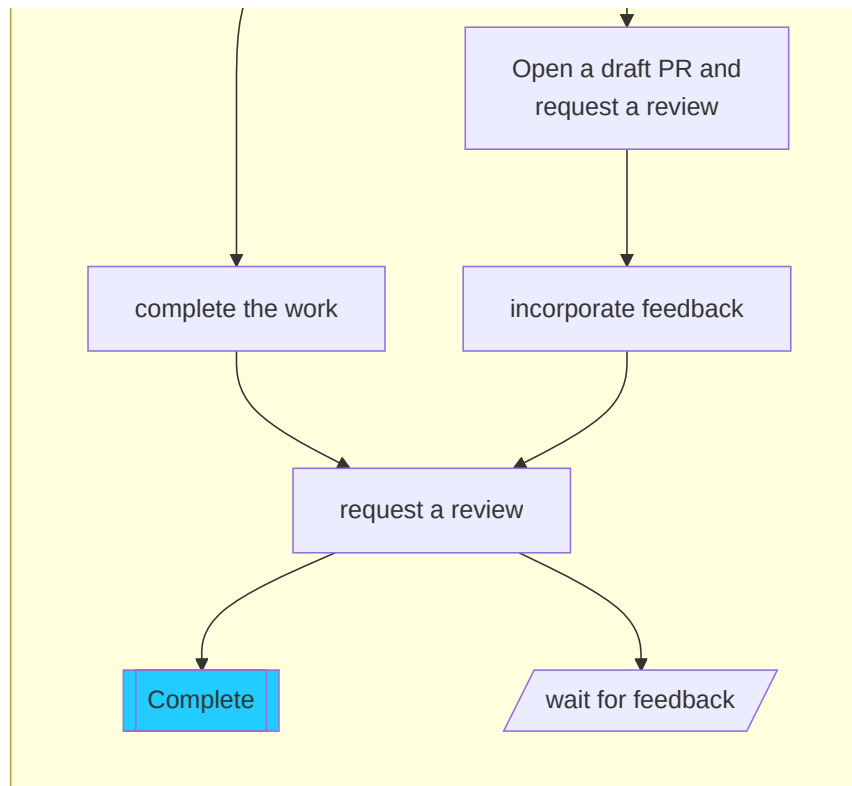 Open a draft PR and
request a review
complete the work
incorporate feedback
request a review
Complete
wait for feedback